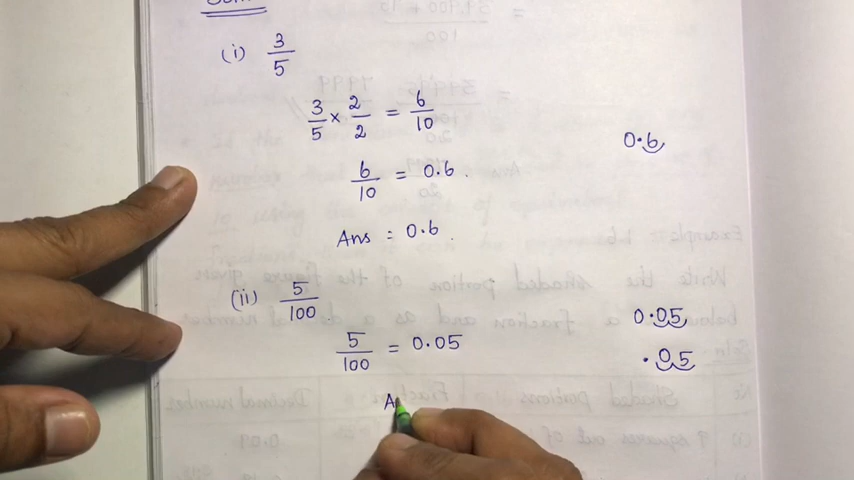 (i) 3/5
3/5 × 2/2 = 6/10
0.6
6/10 = 0.6.
Ans = 0.6.
(ii) 5/100
0.05
5/100 = 0.05
.05
A